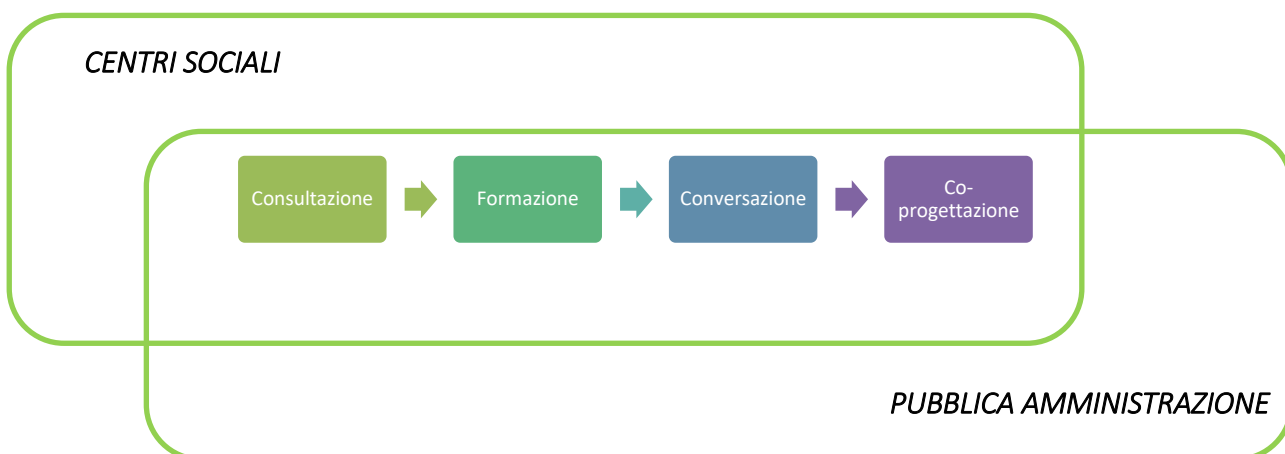 CENTRI SOCIALI
Consultazione
Formazione
Conversazione
Co-
progettazione
PUBBLICA AMMINISTRAZIONE